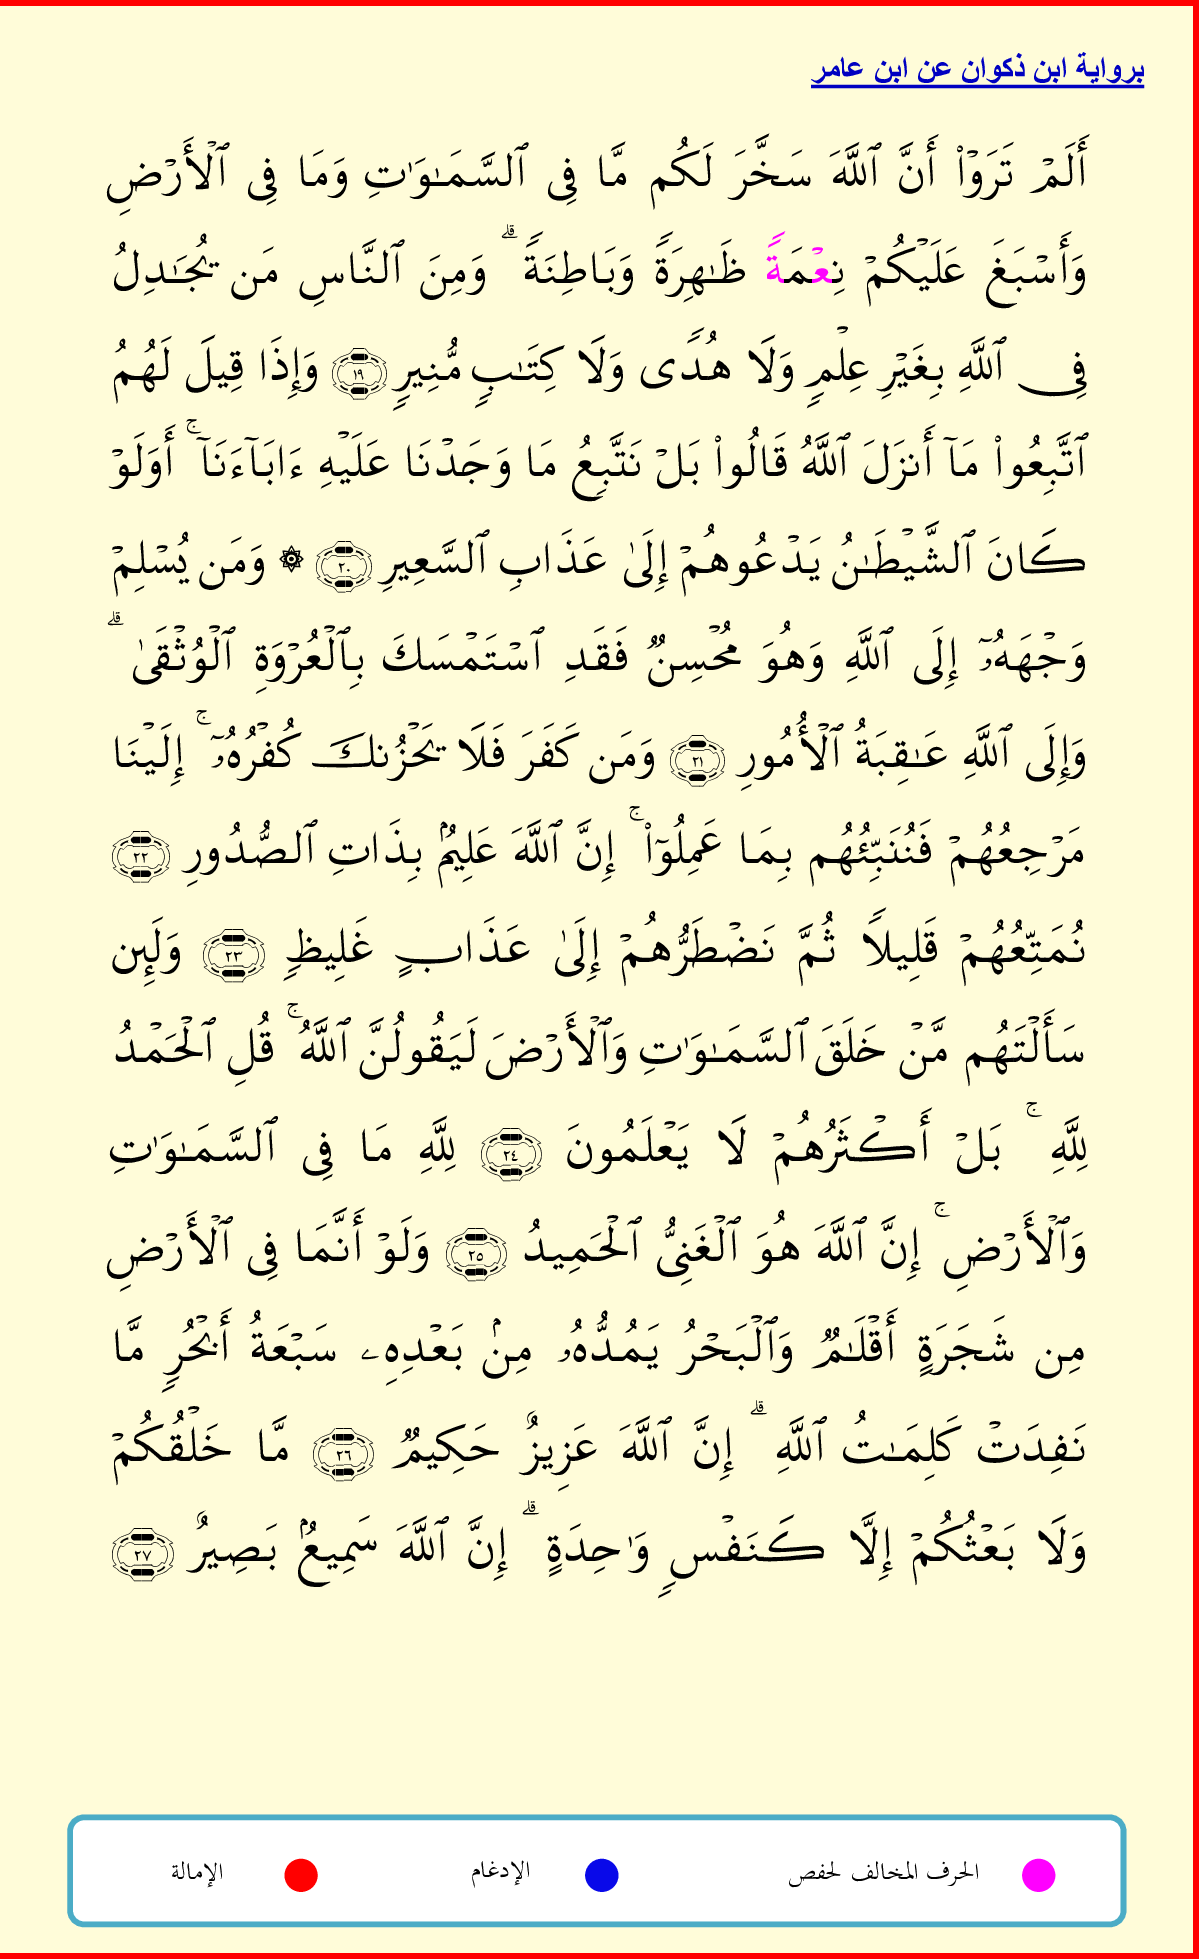 برواية ابن ذكوان عن ابن عامر
أَلَمْ تَرَوْا۟ أَنَّ ٱللَّهَ سَخَّرَ لَكُم مَّا فِى ٱلسَّمَـٰوَٰتِ وَمَا فِى ٱلْأَرْضِ
وَأَسْبَغَ عَلَيْكُمْ نِعْمَةً ظَـٰهِرَةً وَبَاطِنَةً ۗ وَمِنَ ٱلنَّاسِ مَن يُجَـٰدِلُ
فِى ٱللَّهِ بِغَيْرِ عِلْمٍ وَلَا هُدًى وَلَا كِتَـٰبٍ مُّنِيرٍ ١٩ وَإِذَا قِيلَ لَهُمُ
ٱتَّبِعُوا۟ مَآ أَنزَلَ ٱللَّهُ قَالُوا۟ بَلْ نَتَّبِعُ مَا وَجَدْنَا عَلَيْهِ ءَابَآءَنَآ ۚ أَوَلَوْ
كَانَ ٱلشَّيْطَـٰنُ يَدْعُوهُمْ إِلَىٰ عَذَابِ ٱلسَّعِيرِ ٢٠ ۞ وَمَن يُسْلِمْ
وَجْهَهُۥٓ إِلَى ٱللَّهِ وَهُوَ مُحْسِنٌ فَقَدِ ٱسْتَمْسَكَ بِٱلْعُرْوَةِ ٱلْوُثْقَىٰ ۗ
وَإِلَى ٱللَّهِ عَـٰقِبَةُ ٱلْأُمُورِ ٢١ وَمَن كَفَرَ فَلَا يَحْزُنكَ كُفْرُهُۥٓ ۚ إِلَيْنَا
مَرْجِعُهُمْ فَنُنَبِّئُهُم بِمَا عَمِلُوٓا۟ ۚ إِنَّ ٱللَّهَ عَلِيمٌۢ بِذَاتِ ٱلصُّدُورِ ٢٢
نُمَتِّعُهُمْ قَلِيلًا ثُمَّ نَضْطَرُّهُمْ إِلَىٰ عَذَابٍ غَلِيظٍ ٢٣ وَلَئِن
سَأَلْتَهُم مَّنْ خَلَقَ ٱلسَّمَـٰوَٰتِ وَٱلْأَرْضَ لَيَقُولُنَّ ٱللَّهُ ۚ قُلِ ٱلْحَمْدُ
لِلَّهِ ۚ بَلْ أَكْثَرُهُمْ لَا يَعْلَمُونَ ٢٤ لِلَّهِ مَا فِى ٱلسَّمَـٰوَٰتِ
وَٱلْأَرْضِ ۚ إِنَّ ٱللَّهَ هُوَ ٱلْغَنِىُّ ٱلْحَمِيدُ ٢٥ وَلَوْ أَنَّمَا فِى ٱلْأَرْضِ
مِن شَجَرَةٍ أَقْلَـٰمٌ وَٱلْبَحْرُ يَمُدُّهُۥ مِنۢ بَعْدِهِۦ سَبْعَةُ أَبْحُرٍ مَّا
نَفِدَتْ كَلِمَـٰتُ ٱللَّهِ ۗ إِنَّ ٱللَّهَ عَزِيزٌ حَكِيمٌ ٢٦ مَّا خَلْقُكُمْ
وَلَا بَعْثُكُمْ إِلَّا كَنَفْسٍ وَٰحِدَةٍ ۗ إِنَّ ٱللَّهَ سَمِيعٌۢ بَصِيرٌ ٢٧
الحرف المخالف لحفص الإدغام الإمالة